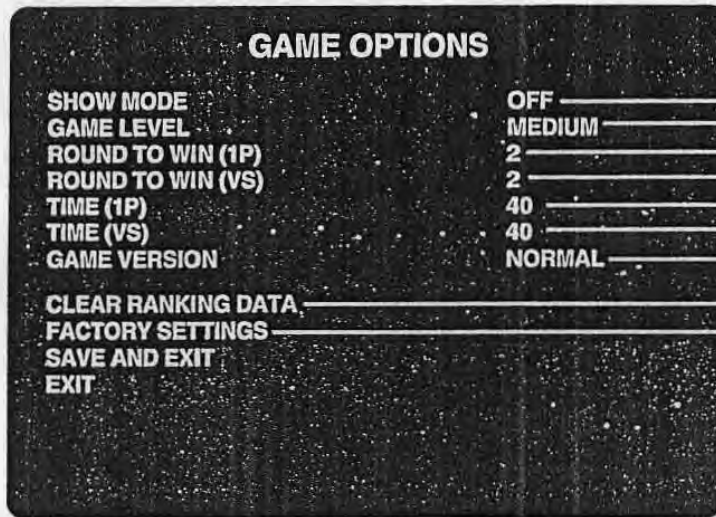 GAME OPTIONS
SHOW MODE OFF
GAME LEVEL MEDIUM
ROUND TO WIN (1P) 2
ROUND TO WIN (VS) 2
TIME (1P) 40
TIME (VS) 40
GAME VERSION NORMAL
CLEAR RANKING DATA
FACTORY SETTINGS
SAVE AND EXIT
EXIT